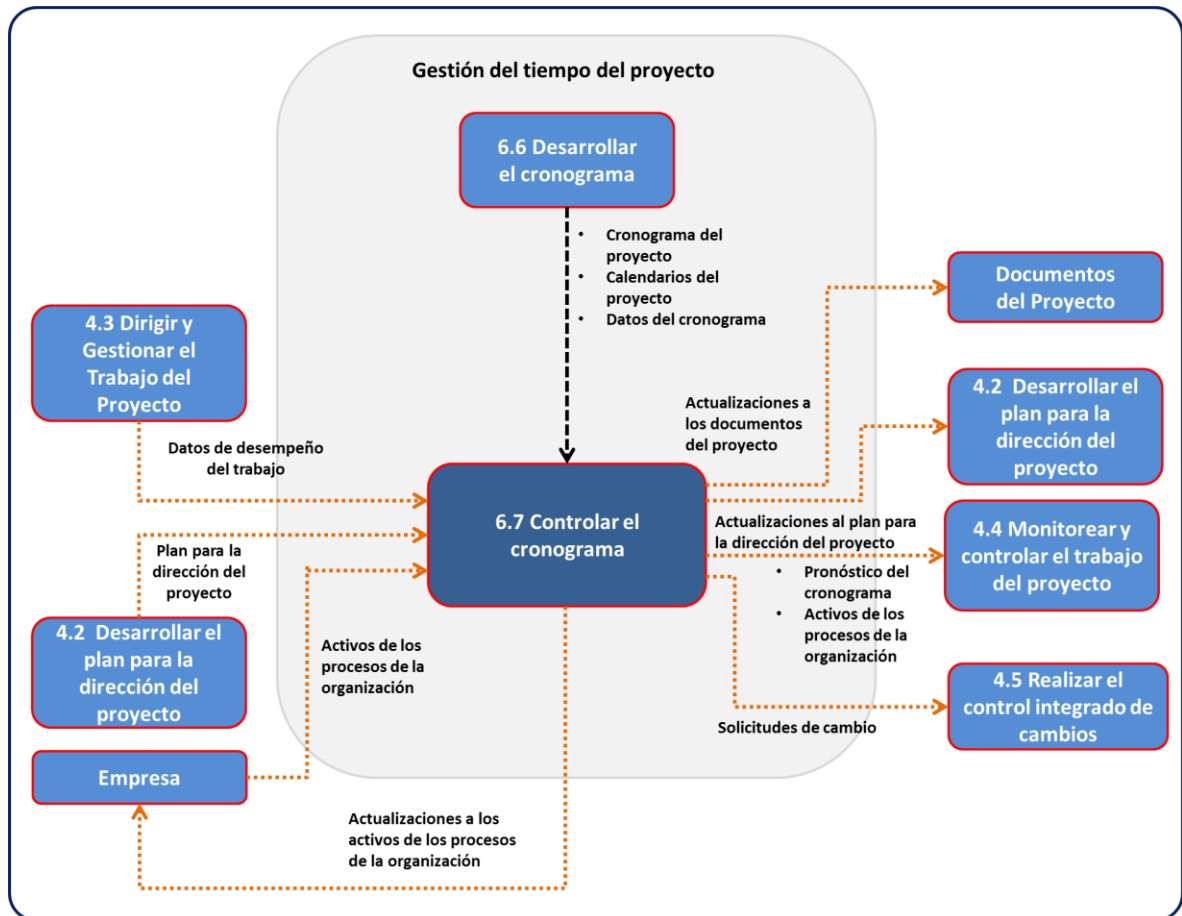 Gestión del tiempo del proyecto
6.6 Desarrollar
el cronograma
• Cronograma del
proyecto
• Calendarios del
proyecto
• Datos del cronograma
4.3 Dirigir y
Gestionar el
Trabajo del
Proyecto
Datos de desempeño
del trabajo
Plan para la
dirección del
proyecto
4.2 Desarrollar el
plan para la
dirección del
proyecto
Empresa
Activos de los
procesos de la
organización
6.7 Controlar el
cronograma
Actualizaciones a los
activos de los procesos
de la organización
Actualizaciones a
los documentos
del proyecto
Documentos
del Proyecto
4.2 Desarrollar el
plan para la
dirección del
proyecto
Actualizaciones al plan para
la dirección del proyecto
• Pronóstico del
cronograma
• Activos de los
procesos de la
organización
4.4 Monitorear y
controlar el trabajo
del proyecto
Solicitudes de cambio
4.5 Realizar el
control integrado de
cambios